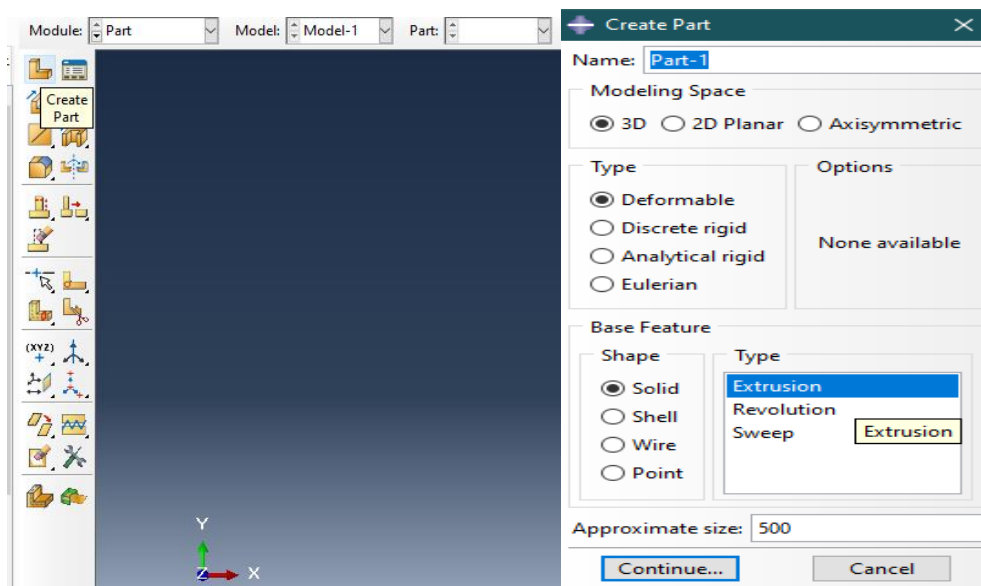 Module: Part Model: Model-1 Part:
Create
Part
(XYZ)
Y
Z X
Create Part
Name: Part-1
Modeling Space
3D 2D Planar Axisymmetric
Type
Deformable
Discrete rigid
Analytical rigid
Eulerian
Options
None available
Base Feature
Shape
Solid
Shell
Wire
Point
Type
Extrusion
Revolution
Sweep
Extrusion
Approximate size: 500
Continue... Cancel